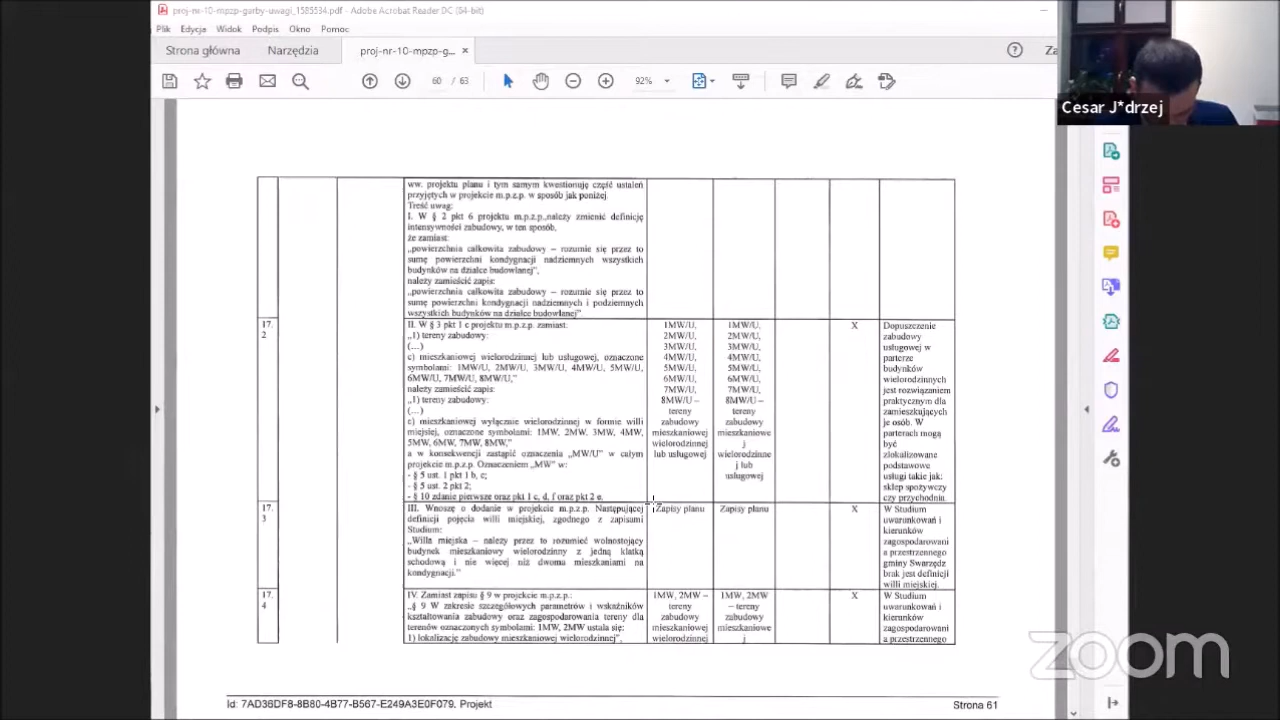 proj-nr-10-mpzp-garby-uwagi_1585534.pdf - Adobe Acrobat Reader DC (64-bit)
Plik Edycja Widok Podpis Okno Pomoc
Strona główna Narzędzia proj-nr-10-mpzp-g... × Za
60 / 63 92%
Cesar J*drzej
ww. projektu planu i tym samym kwestionuję część ustaleń
przyjętych w projekcie m.p.z.p. w sposób jak poniżej.
Treść uwag:
I. W § 2 pkt 6 projektu m.p.z.p.,należy zmienić definicję
intensywności zabudowy, w ten sposób,
że zamiast:
„powierzchnia całkowita zabudowy – rozumie się przez to
sumę powierzchni kondygnacji nadziemnych wszystkich
budynków na działce budowlanej",
należy zamieścić zapis:
„powierzchnia całkowita zabudowy – rozumie się przez to
sumę powierzchni kondygnacji nadziemnych i podziemnych
wszystkich budynków na działce budowlanej"
17.
2
II. W § 3 pkt 1 c projektu m.p.z.p. zamiast:
„1) tereny zabudowy:
(...)
c) mieszkaniowej wielorodzinnej lub usługowej, oznaczone
symbolami: 1MW/U, 2MW/U, 3MW/U, 4MW/U, 5MW/U,
6MW/U, 7MW/U, 8MW/U,"
należy zamieścić zapis:
„1) tereny zabudowy:
(...)
c) mieszkaniowej wyłącznie wielorodzinnej w formie willi
miejskiej, oznaczone symbolami: 1MW, 2MW, 3MW, 4MW,
5MW, 6MW, 7MW, 8MW,"
a w konsekwencji zastąpić oznaczenia „MW/U" w całym
projekcie m.p.z.p. Oznaczeniem „MW" w:
- § 5 ust. 1 pkt 1 b, c;
- § 5 ust. 2 pkt 2;
- § 10 zdanie pierwsze oraz pkt 1 c, d, f oraz pkt 2 e.
1MW/U,
2MW/U,
3MW/U,
4MW/U,
5MW/U,
6MW/U,
7MW/U,
8MW/U –
tereny
zabudowy
mieszkaniowej
wielorodzinnej
lub usługowej
1MW/U,
2MW/U,
3MW/U,
4MW/U,
5MW/U,
6MW/U,
7MW/U,
8MW/U –
tereny
zabudowy
mieszkaniowe
j
wielorodzinne
j lub
usługowej
X
Dopuszczenie
zabudowy
usługowej w
parterze
budynków
wielorodzinnych
jest rozwiązaniem
praktycznym dla
zamieszkujących
je osób. W
parterach mogą
być
zlokalizowane
podstawowe
usługi takie jak:
sklep spożywczy
czy przychodnia.
17.
3
III. Wnoszę o dodanie w projekcie m.p.z.p. Następującej
definicji pojęcia willi miejskiej, zgodnego z zapisami
Studium:
„Willa miejska – należy przez to rozumieć wolnostojący
budynek mieszkaniowy wielorodzinny z jedną klatką
schodową i nie więcej niż dwoma mieszkaniami na
kondygnacji."
Zapisy planu
Zapisy planu
X
W Studium
uwarunkowań i
kierunków
zagospodarowani
a przestrzennego
gminy Swarzędz
brak jest definicji
willi miejskiej.
17.
4
IV. Zamiast zapisu § 9 w projekcie m.p.z.p.:
„§ 9 W zakresie szczegółowych parametrów i wskaźników
kształtowania zabudowy oraz zagospodarowania tereny dla
terenów oznaczonych symbolami: 1MW, 2MW ustala się:
1) lokalizację zabudowy mieszkaniowej wielorodzinnej",
1MW, 2MW –
tereny
zabudowy
mieszkaniowej
wielorodzinnej
1MW, 2MW
– tereny
zabudowy
mieszkaniowe
j
X
W Studium
uwarunkowań i
kierunków
zagospodarowani
a przestrzennego
Id: 7AD36DF8-8B80-4B77-B567-E249A3E0F079. Projekt Strona 61
zoom